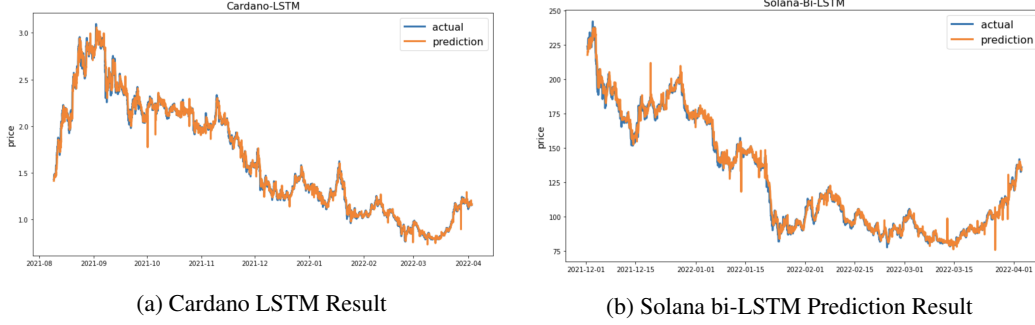 Cardano-LSTM
actual
prediction
price
3.0
2.5
2.0
1.5
1.0
2021-08 2021-09 2021-10 2021-11 2021-12 2022-01 2022-02 2022-03 2022-04
(a) Cardano LSTM Result
Solana-Bi-LSTM
actual
prediction
price
250
225
200
175
150
125
100
75
2021-12-01 2021-12-15 2022-01-01 2022-01-15 2022-02-01 2022-02-15 2022-03-01 2022-03-15 2022-04-01
(b) Solana bi-LSTM Prediction Result